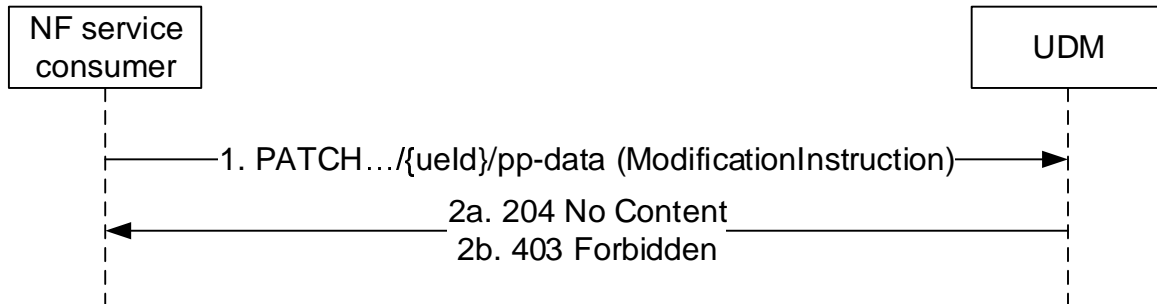 NF service
consumer
UDM
1. PATCH…/{ueId}/pp-data (ModificationInstruction)
2a. 204 No Content
2b. 403 Forbidden